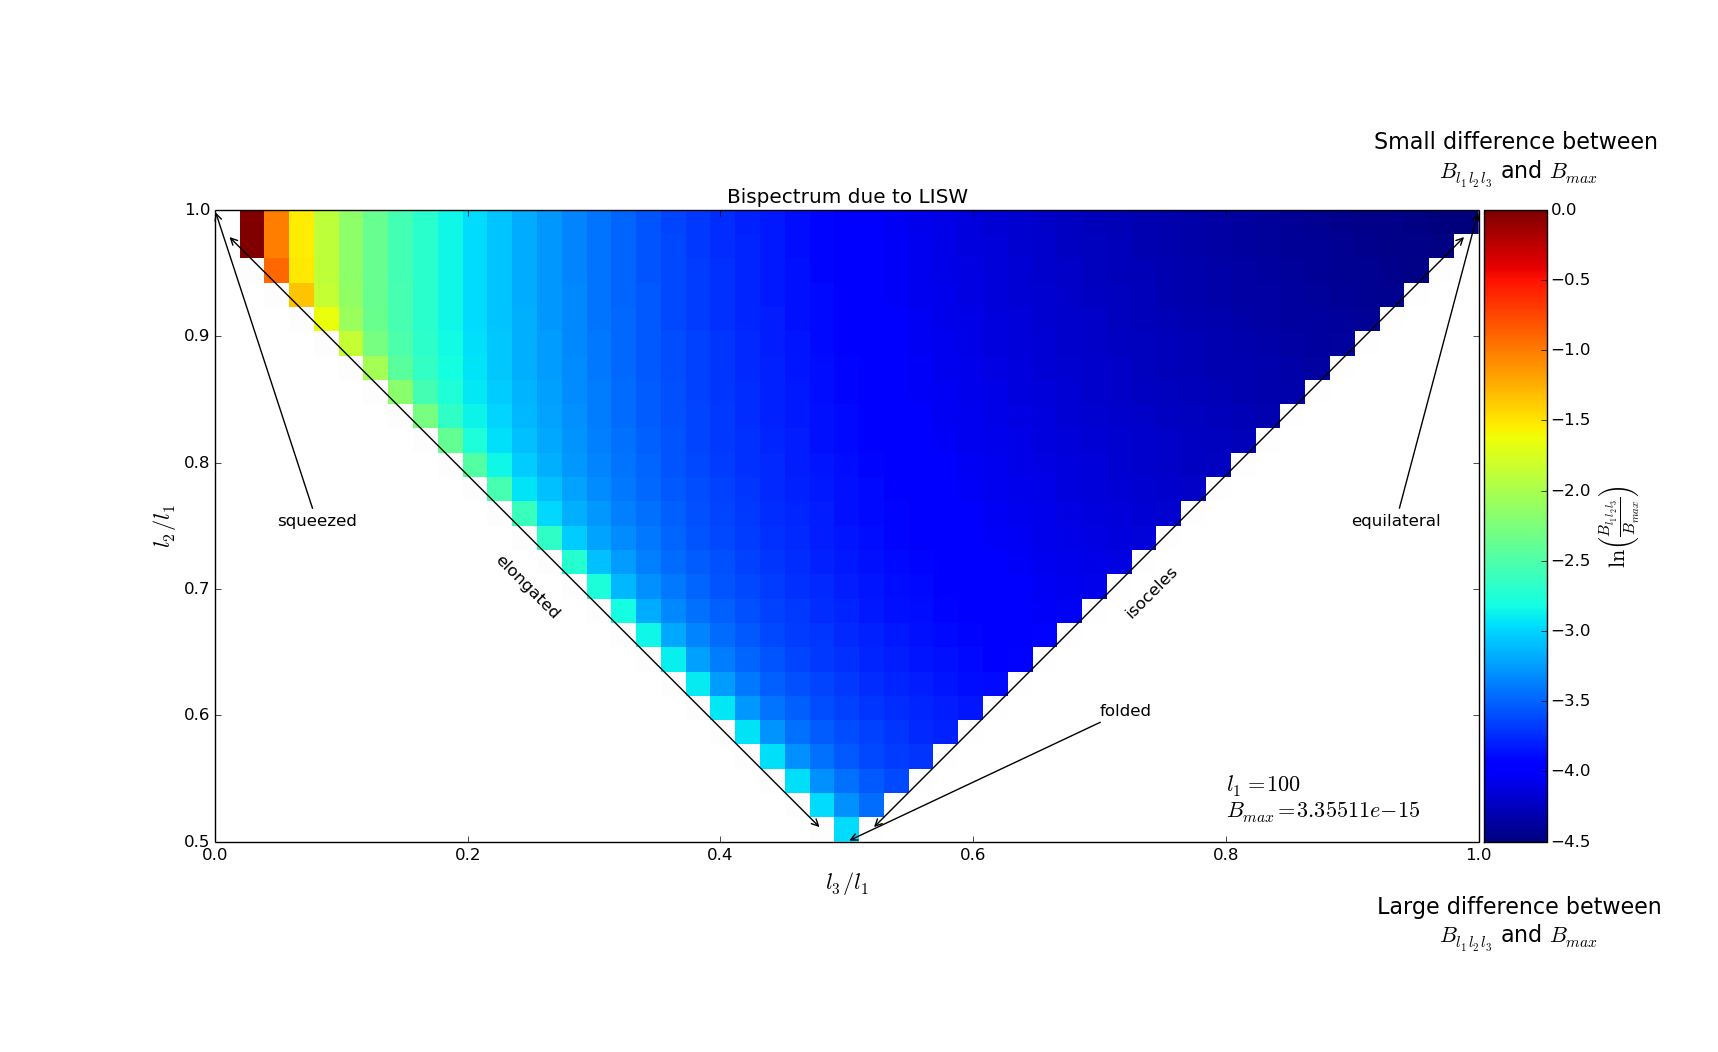 Small difference between
B_{l_1 l_2 l_3} and B_{max}
Bispectrum due to LISW
1.0
0.9
0.8
0.7
0.6
0.5
l_2/l_1
0.0
0.2
0.4
0.6
0.8
1.0
l_3/l_1
squeezed
elongated
equilateral
isoceles
folded
l_1 = 100
B_{max} = 3.35511e−15
0.0
−0.5
−1.0
−1.5
−2.0
−2.5
−3.0
−3.5
−4.0
−4.5
ln(B_{l_1 l_2 l_3}/B_{max})
Large difference between
B_{l_1 l_2 l_3} and B_{max}